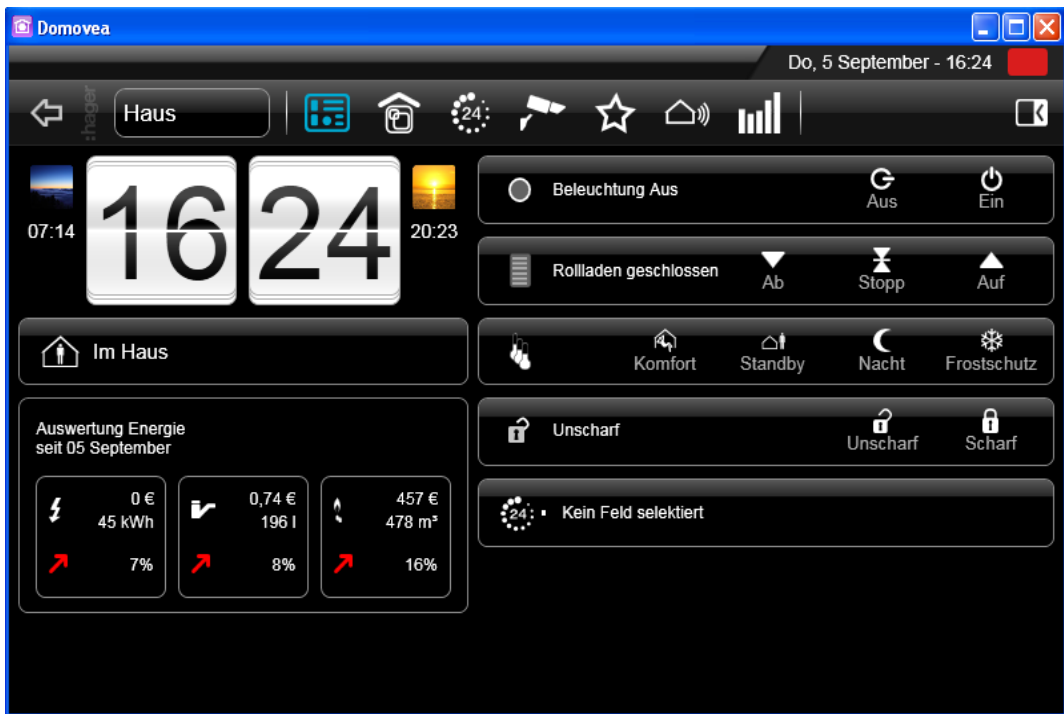 Domovea
Do, 5 September - 16:24
:hager
Haus
24
16 24
07:14
20:23
Im Haus
Auswertung Energie
seit 05 September
0 €
45 kWh
7%
0,74 €
196 l
8%
457 €
478 m³
16%
Beleuchtung Aus
Aus
Ein
Rollladen geschlossen
Ab
Stopp
Auf
Komfort
Standby
Nacht
Frostschutz
Unscharf
Unscharf
Scharf
24
Kein Feld selektiert